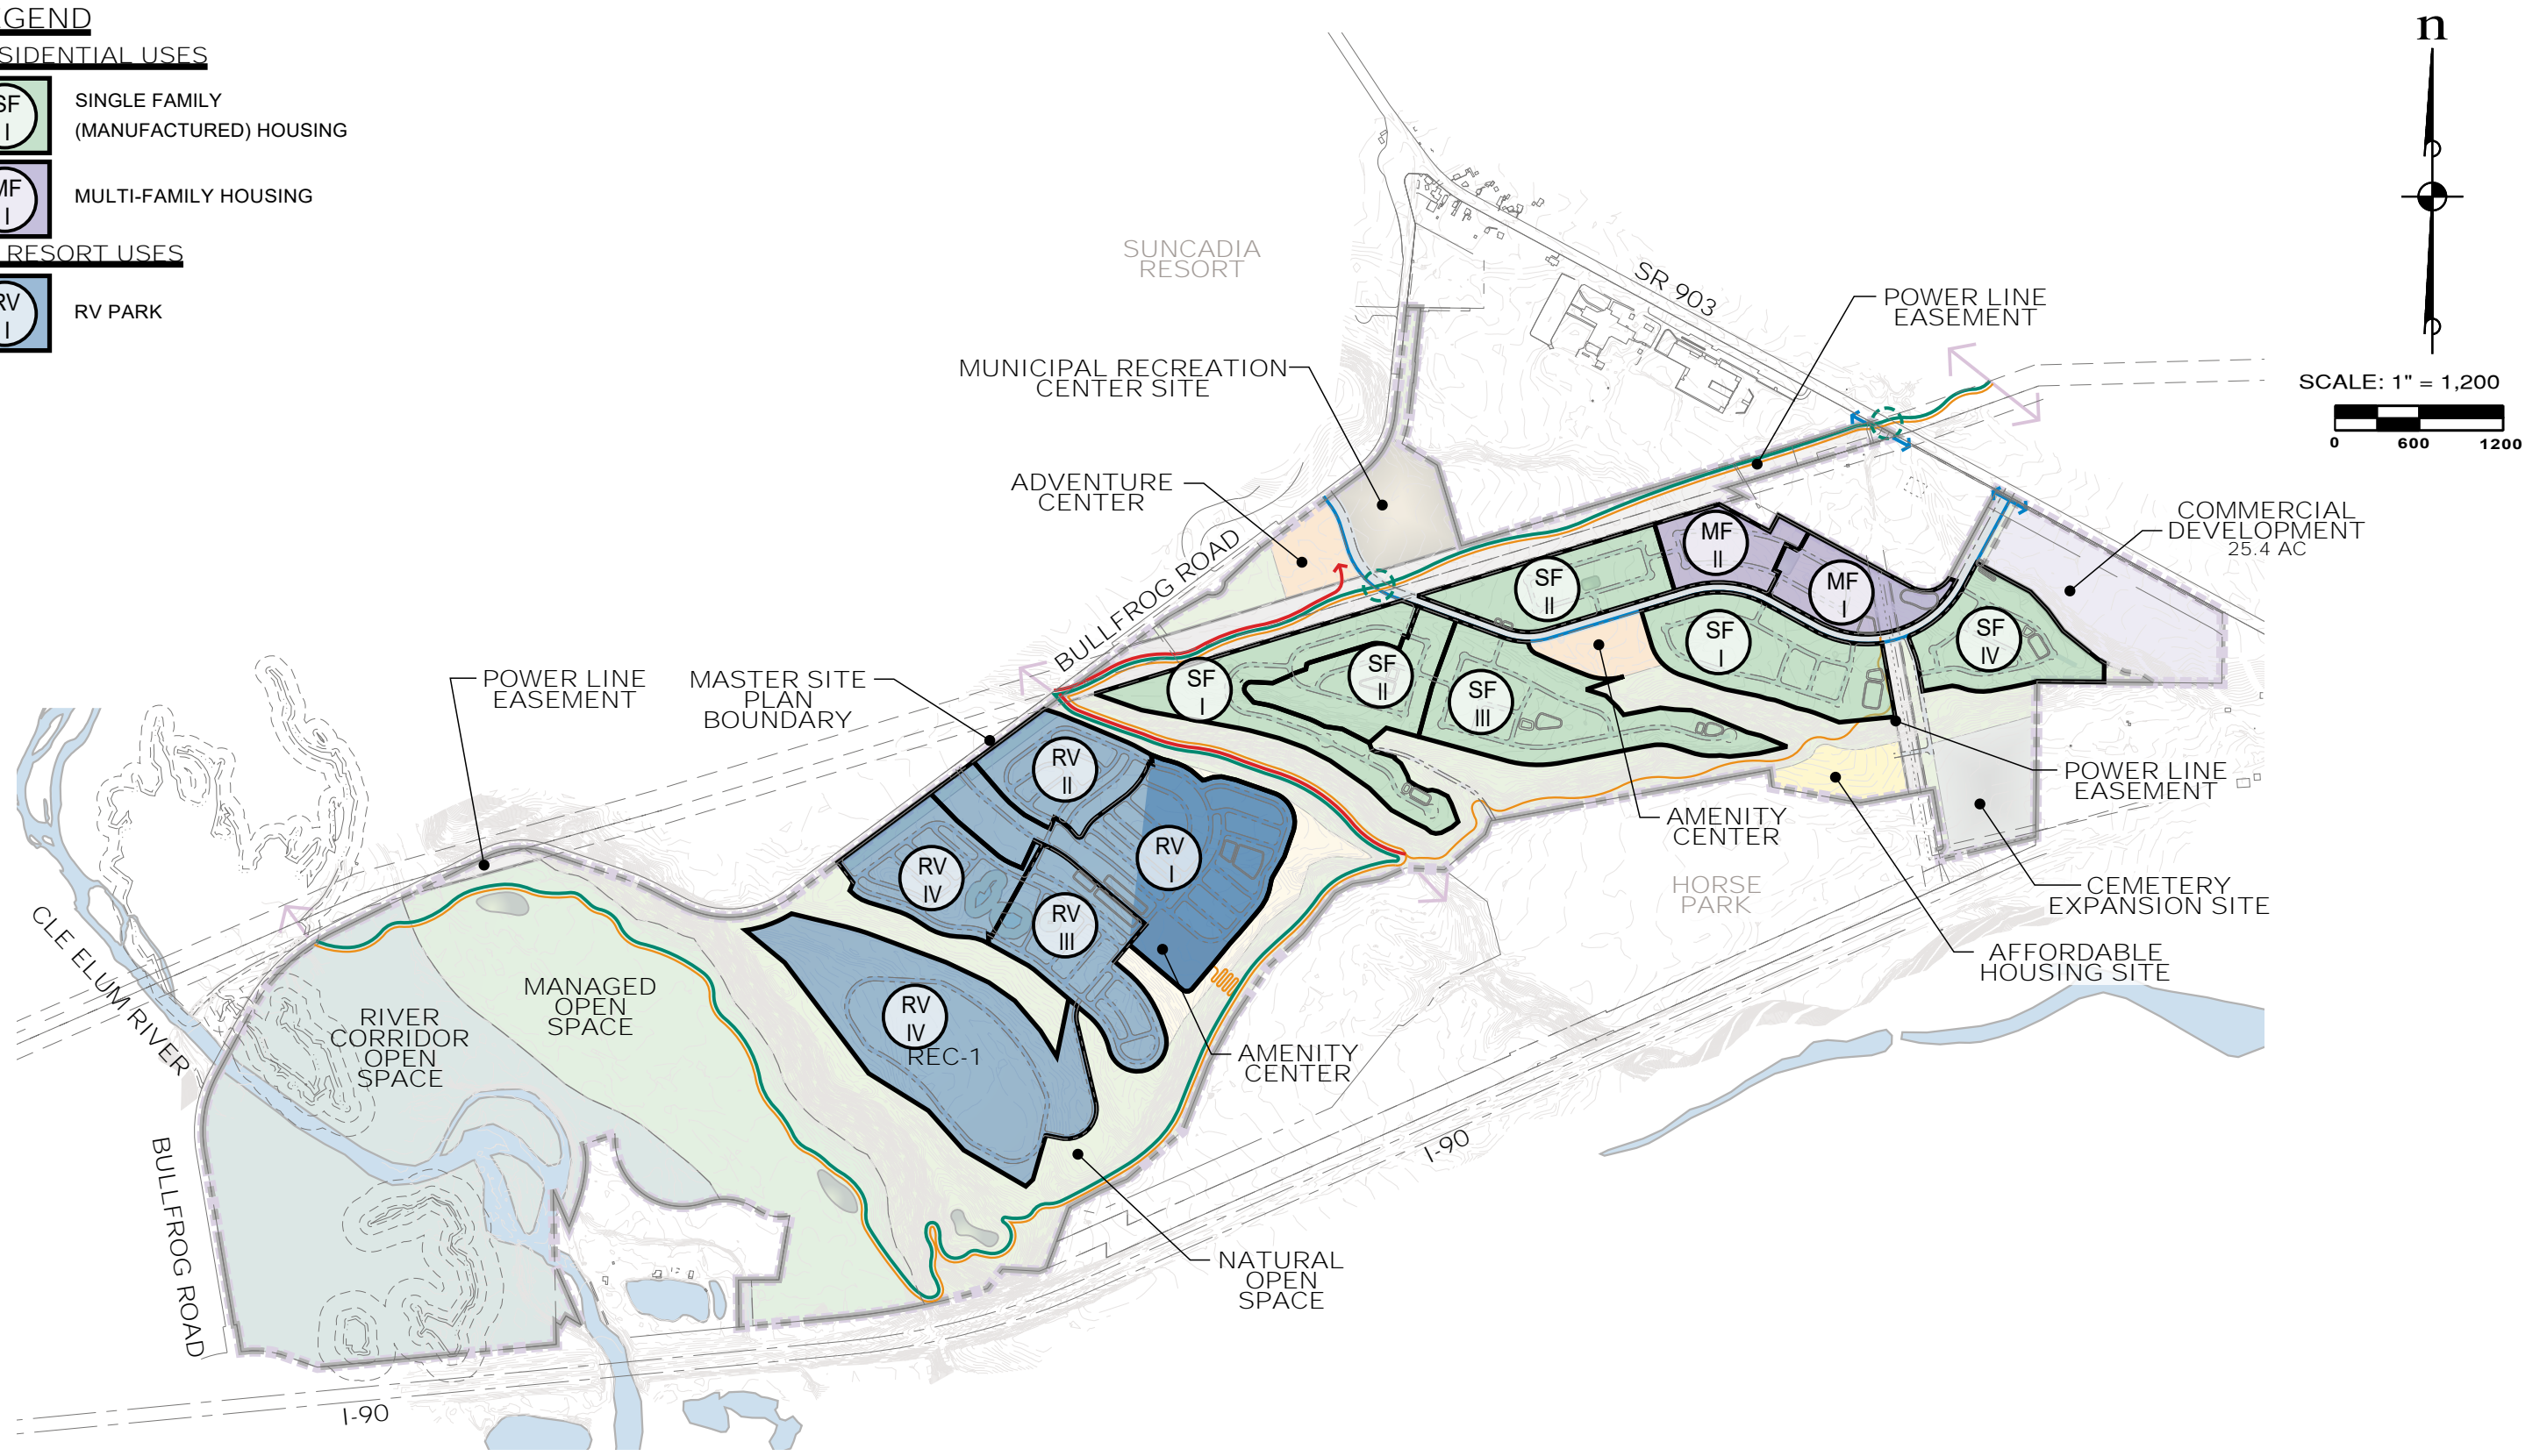 GEND
SIDENTIAL USES
SF
I
SINGLE FAMILY
(MANUFACTURED) HOUSING
MF
I
MULTI-FAMILY HOUSING
RESORT USES
RV
I
RV PARK
n
SCALE: 1" = 1,200
0 600 1200
SUNCADIA
RESORT
SR 903
POWER LINE
EASEMENT
MUNICIPAL RECREATION
CENTER SITE
ADVENTURE
CENTER
BULLFROG ROAD
COMMERCIAL
DEVELOPMENT
25.4 AC
MF
II
MF
I
SF
II
SF
I
SF
IV
SF
I
SF
II
SF
III
POWER LINE
EASEMENT
MASTER SITE
PLAN
BOUNDARY
POWER LINE
EASEMENT
AMENITY
CENTER
HORSE
PARK
CEMETERY
EXPANSION SITE
AFFORDABLE
HOUSING SITE
RV
II
RV
I
RV
IV
RV
III
RV
IV
REC-1
AMENITY
CENTER
CLE ELUM RIVER
MANAGED
OPEN
SPACE
RIVER
CORRIDOR
OPEN
SPACE
BULLFROG ROAD
I-90
NATURAL
OPEN
SPACE
I-90